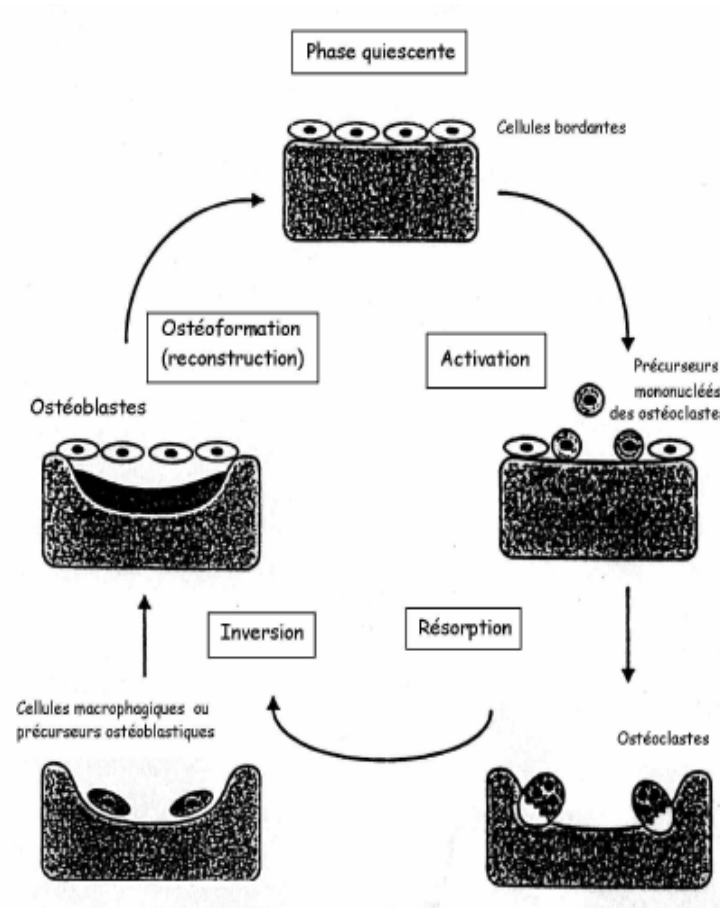 Phase quiescente
Cellules bordantes
Ostéoformation
(reconstruction)
Activation
Précurseurs
mononucléés
des ostéoclaste
Ostéoblastes
Inversion
Résorption
Cellules macrophagiques ou
précurseurs ostéoblastiques
Ostéoclastes